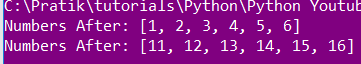 C:\Pratik\tutorials\Python\Python Youtub
Numbers After: [1, 2, 3, 4, 5, 6]
Numbers After: [11, 12, 13, 14, 15, 16]